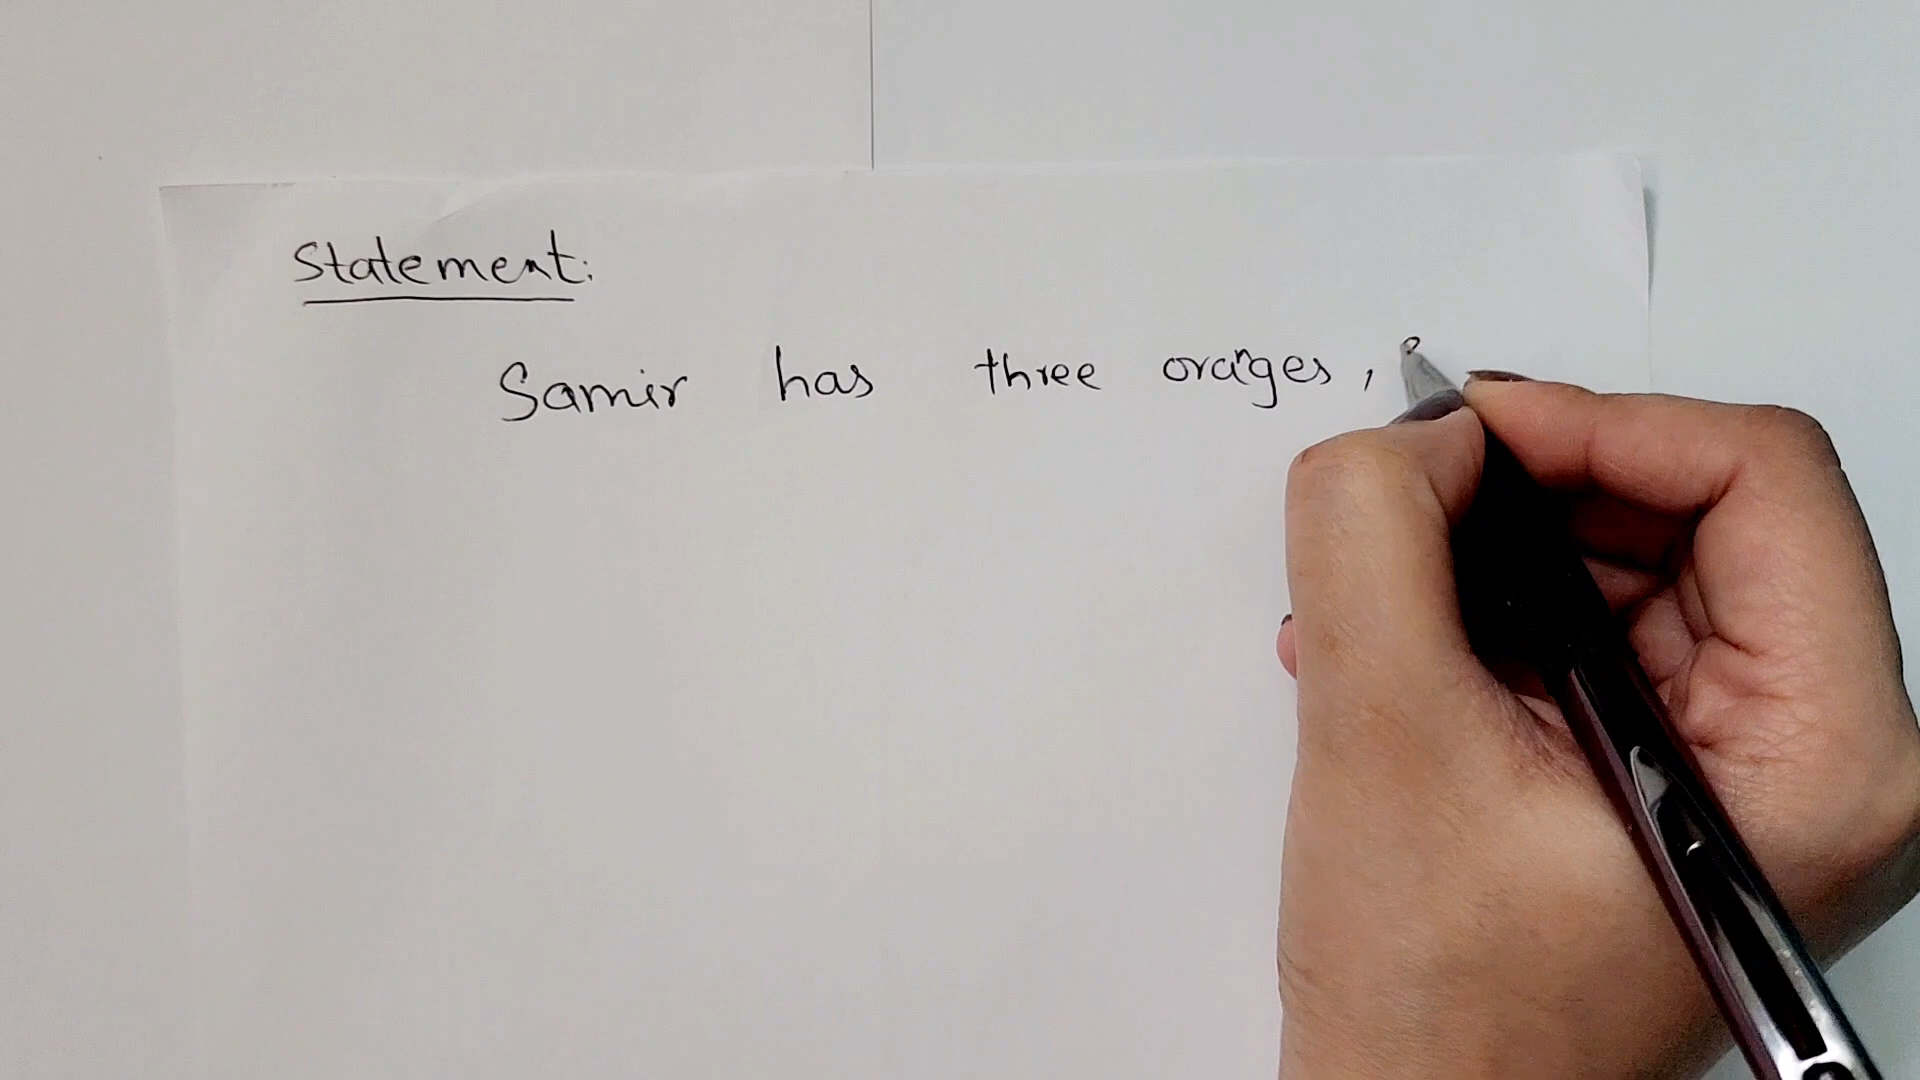 Statement:
Samir has three oranges,